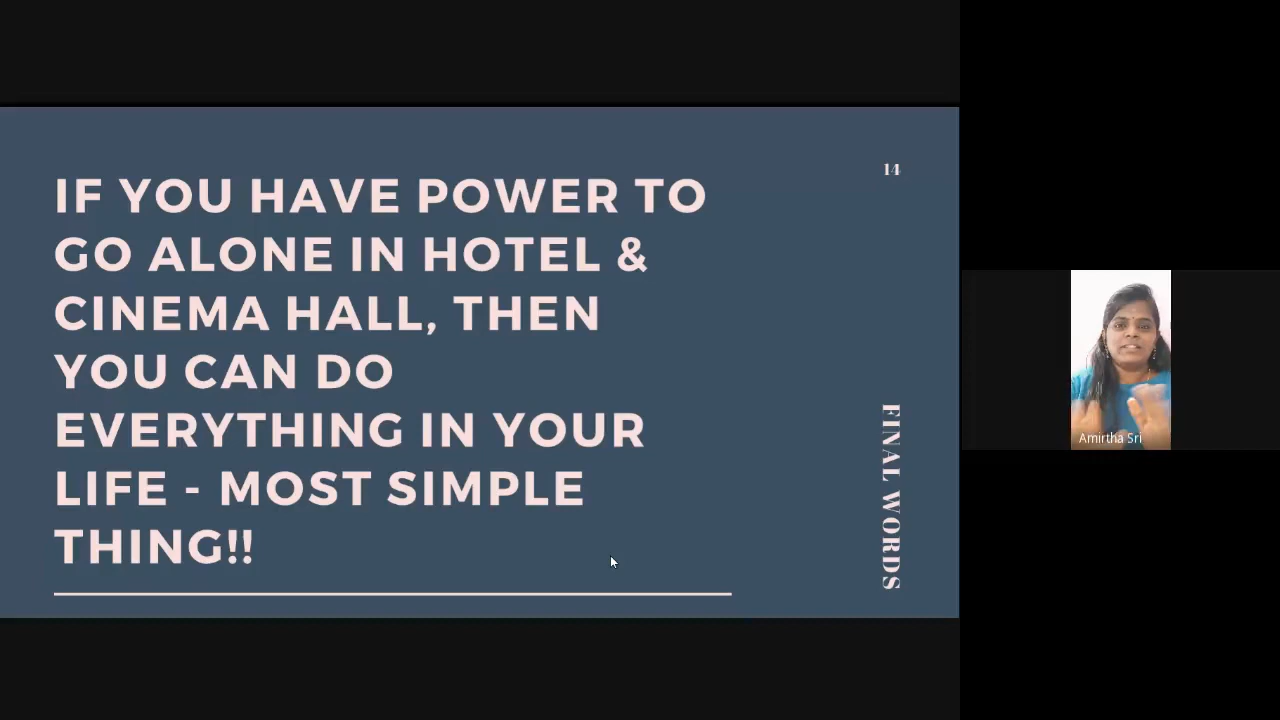 IF YOU HAVE POWER TO
GO ALONE IN HOTEL &
CINEMA HALL, THEN
YOU CAN DO
EVERYTHING IN YOUR
LIFE - MOST SIMPLE
THING!!
14
FINAL WORDS
Amirtha Sri